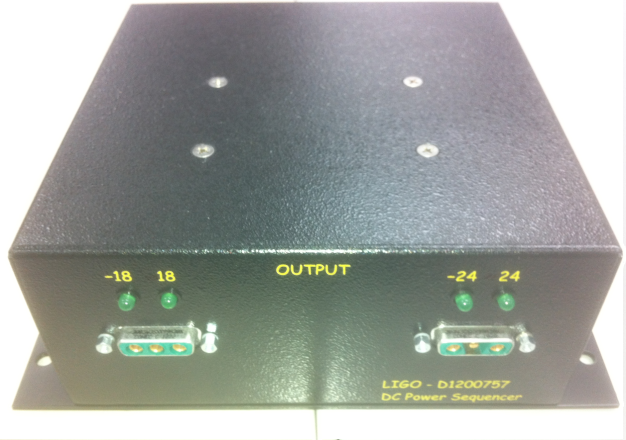 OUTPUT
-18 18
-24 24
LIGO - D1200757
DC Power Sequencer